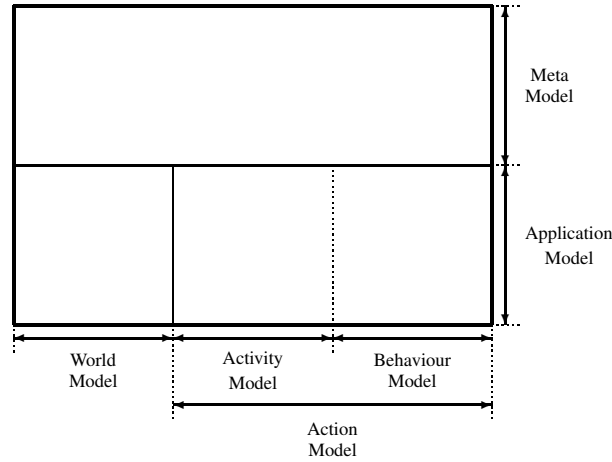 Meta
Model
Application
Model
World
Model
Activity
Model
Behaviour
Model
Action
Model